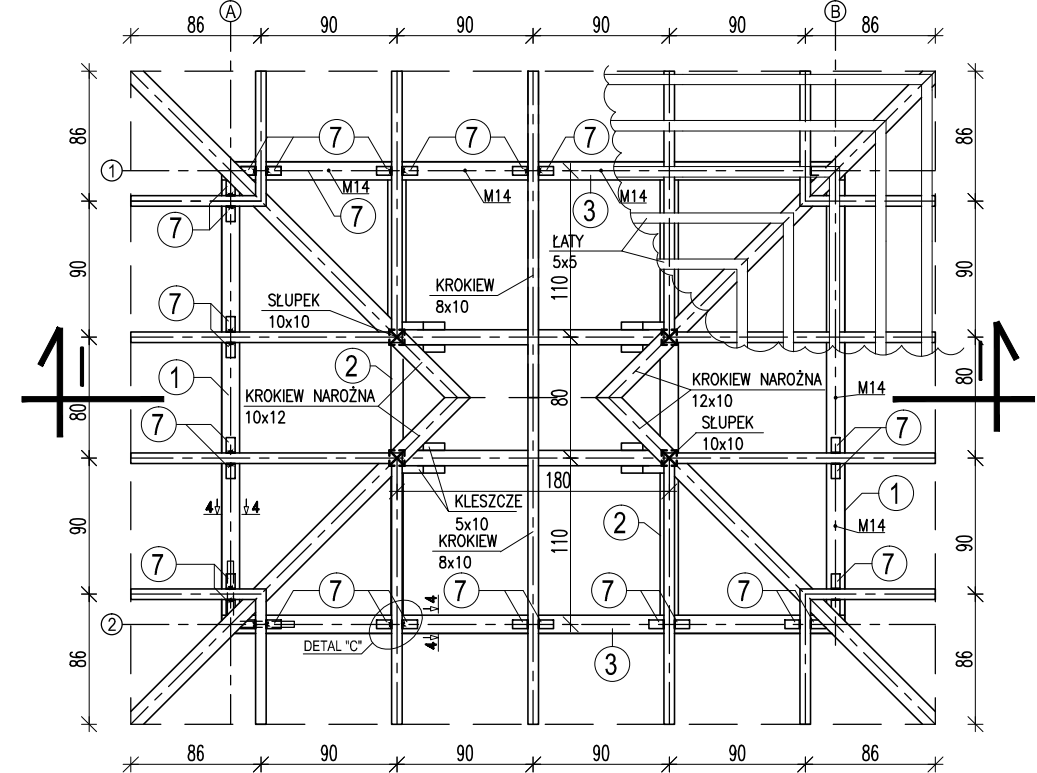 A
B
86
90
90
90
90
86
86
90
80
90
86
86
90
80
90
86
7
7
7
1
M14
M14
M14
3
7
7
ŁATY
5x5
110
KROKIEW
8x10
SŁUPEK
10x10
7
2
1
KROKIEW NAROŻNA
10x12
KROKIEW NAROŻNA
12x10
M14
80
7
SŁUPEK
10x10
7
180
KLESZCZE
5x10
KROKIEW
8x10
110
4
4
2
1
M14
7
7
7
7
7
7
4
4
2
DETAL "C"
3
86
90
90
90
90
86